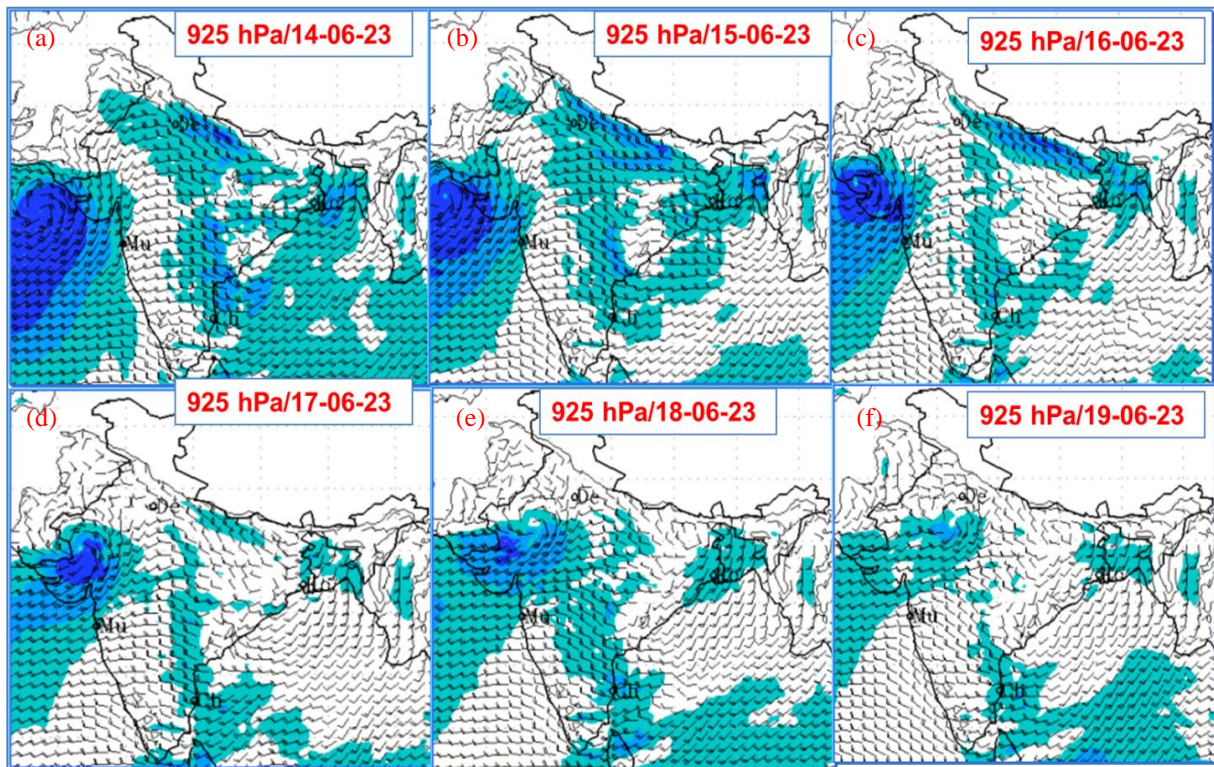 (a) 925 hPa/14-06-23
(b) 925 hPa/15-06-23
(c) 925 hPa/16-06-23
De
De
De
Mu
Mu
Mu
Ch
Ch
Ch
(d) 925 hPa/17-06-23
(e) 925 hPa/18-06-23
(f) 925 hPa/19-06-23
De
De
De
Mu
Mu
Mu
Ch
Ch
Ch